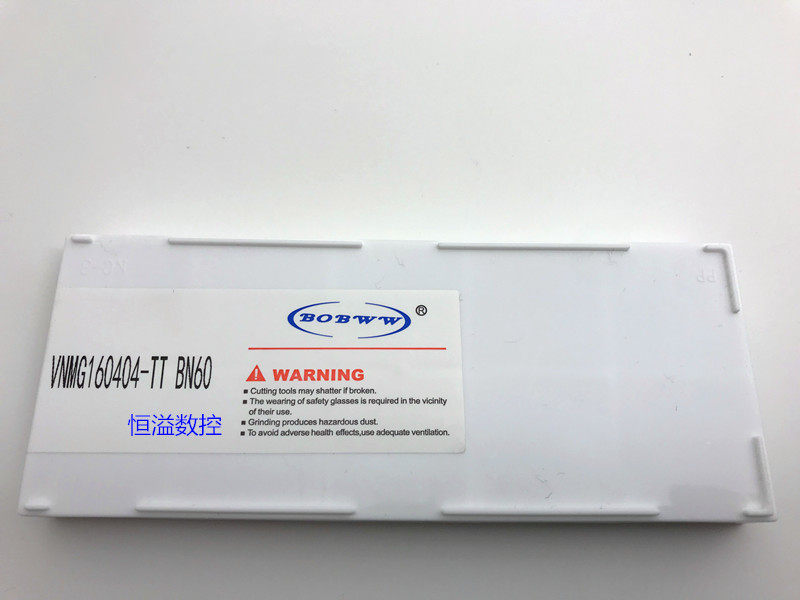 BOBWW®
VNMG160404-TT BN60
WARNING
■ Cutting tools may shatter if broken.
■ The wearing of safety glasses is required in the vicinity
of their use.
■ Grinding produces hazardous dust.
■ To avoid adverse health effects,use adequate ventilation.
恒溢数控
PP